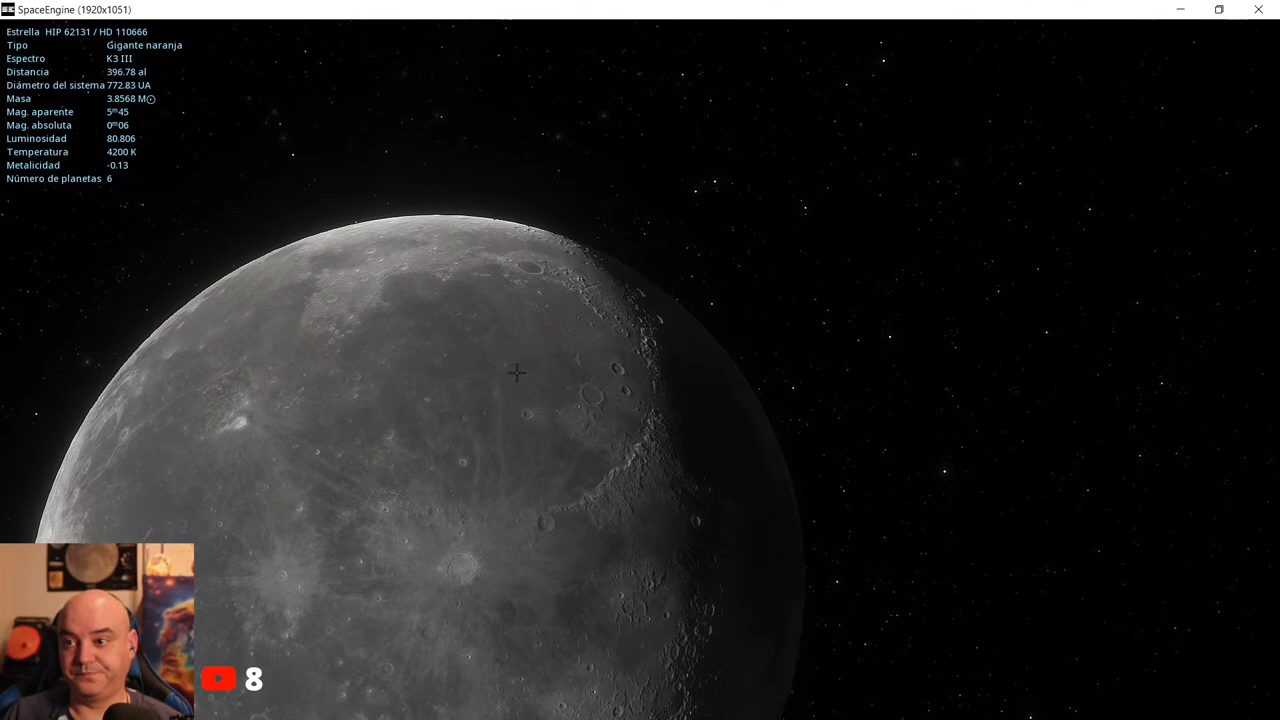 SpaceEngine (1920x1051)
Estrella HIP 62131 / HD 110666
Tipo Gigante naranja
Espectro K3 III
Distancia 396.78 al
Diámetro del sistema 772.83 UA
Masa 3.8568 M☉
Mag. aparente 5ᵐ45
Mag. absoluta 0ᵐ06
Luminosidad 80.806
Temperatura 4200 K
Metalicidad -0.13
Número de planetas 6
8